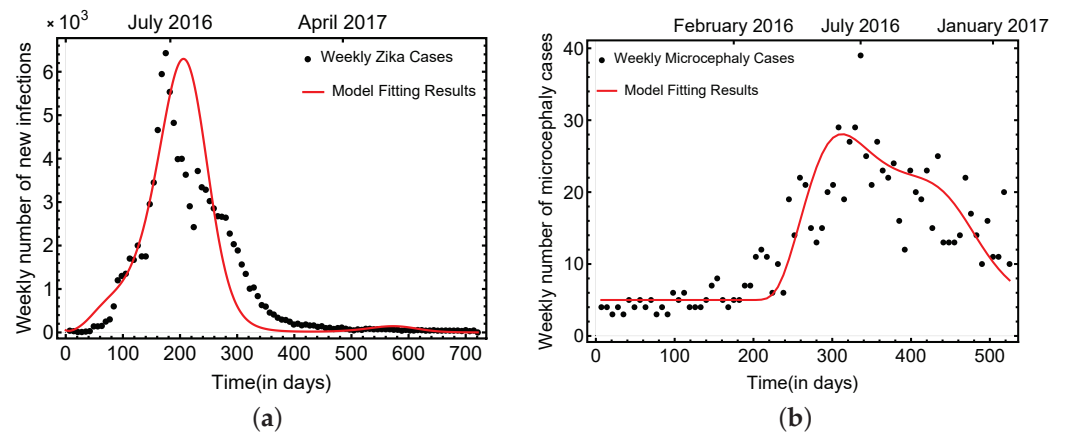 × 10³ July 2016 April 2017
Weekly number of new infections
6
5
4
3
2
1
0
Weekly Zika Cases
Model Fitting Results
0 100 200 300 400 500 600 700
Time(in days)
(a)
February 2016 July 2016 January 2017
Weekly number of microcephaly cases
40
30
20
10
0
Weekly Microcephaly Cases
Model Fitting Results
0 100 200 300 400 500
Time(in days)
(b)